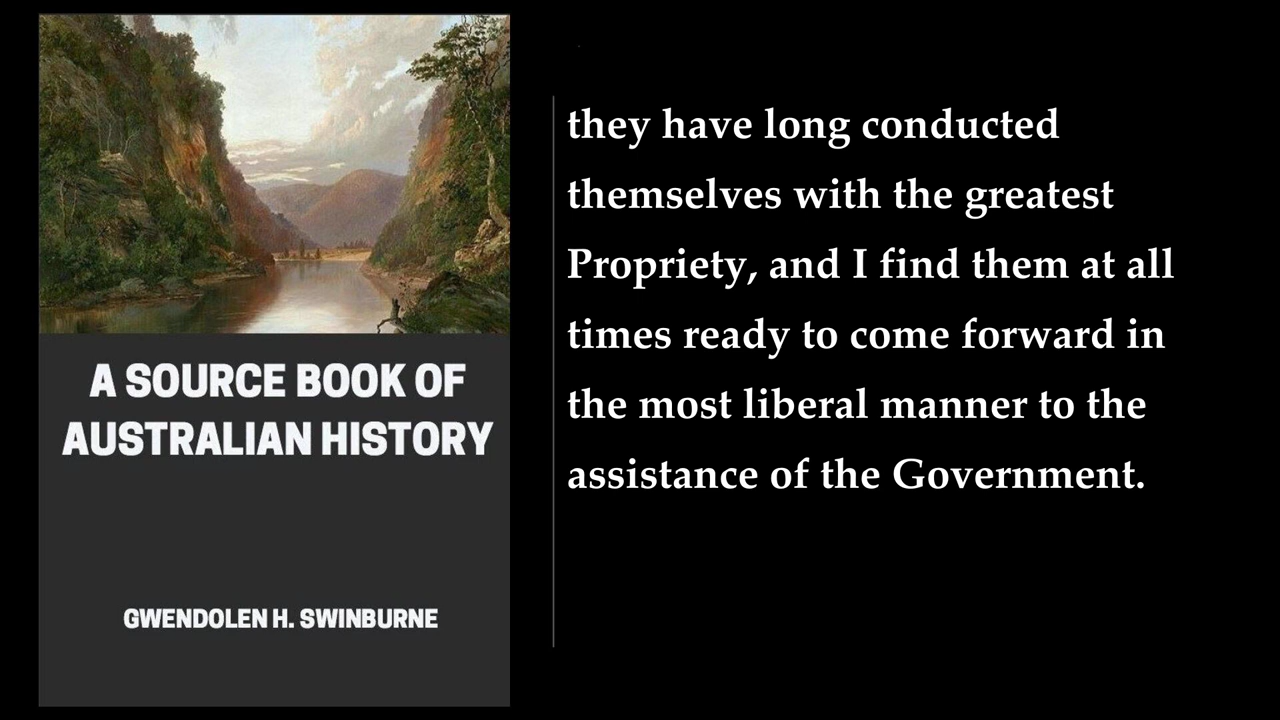 A SOURCE BOOK OF
AUSTRALIAN HISTORY
GWENDOLEN H. SWINBURNE
they have long conducted
themselves with the greatest
Propriety, and I find them at all
times ready to come forward in
the most liberal manner to the
assistance of the Government.